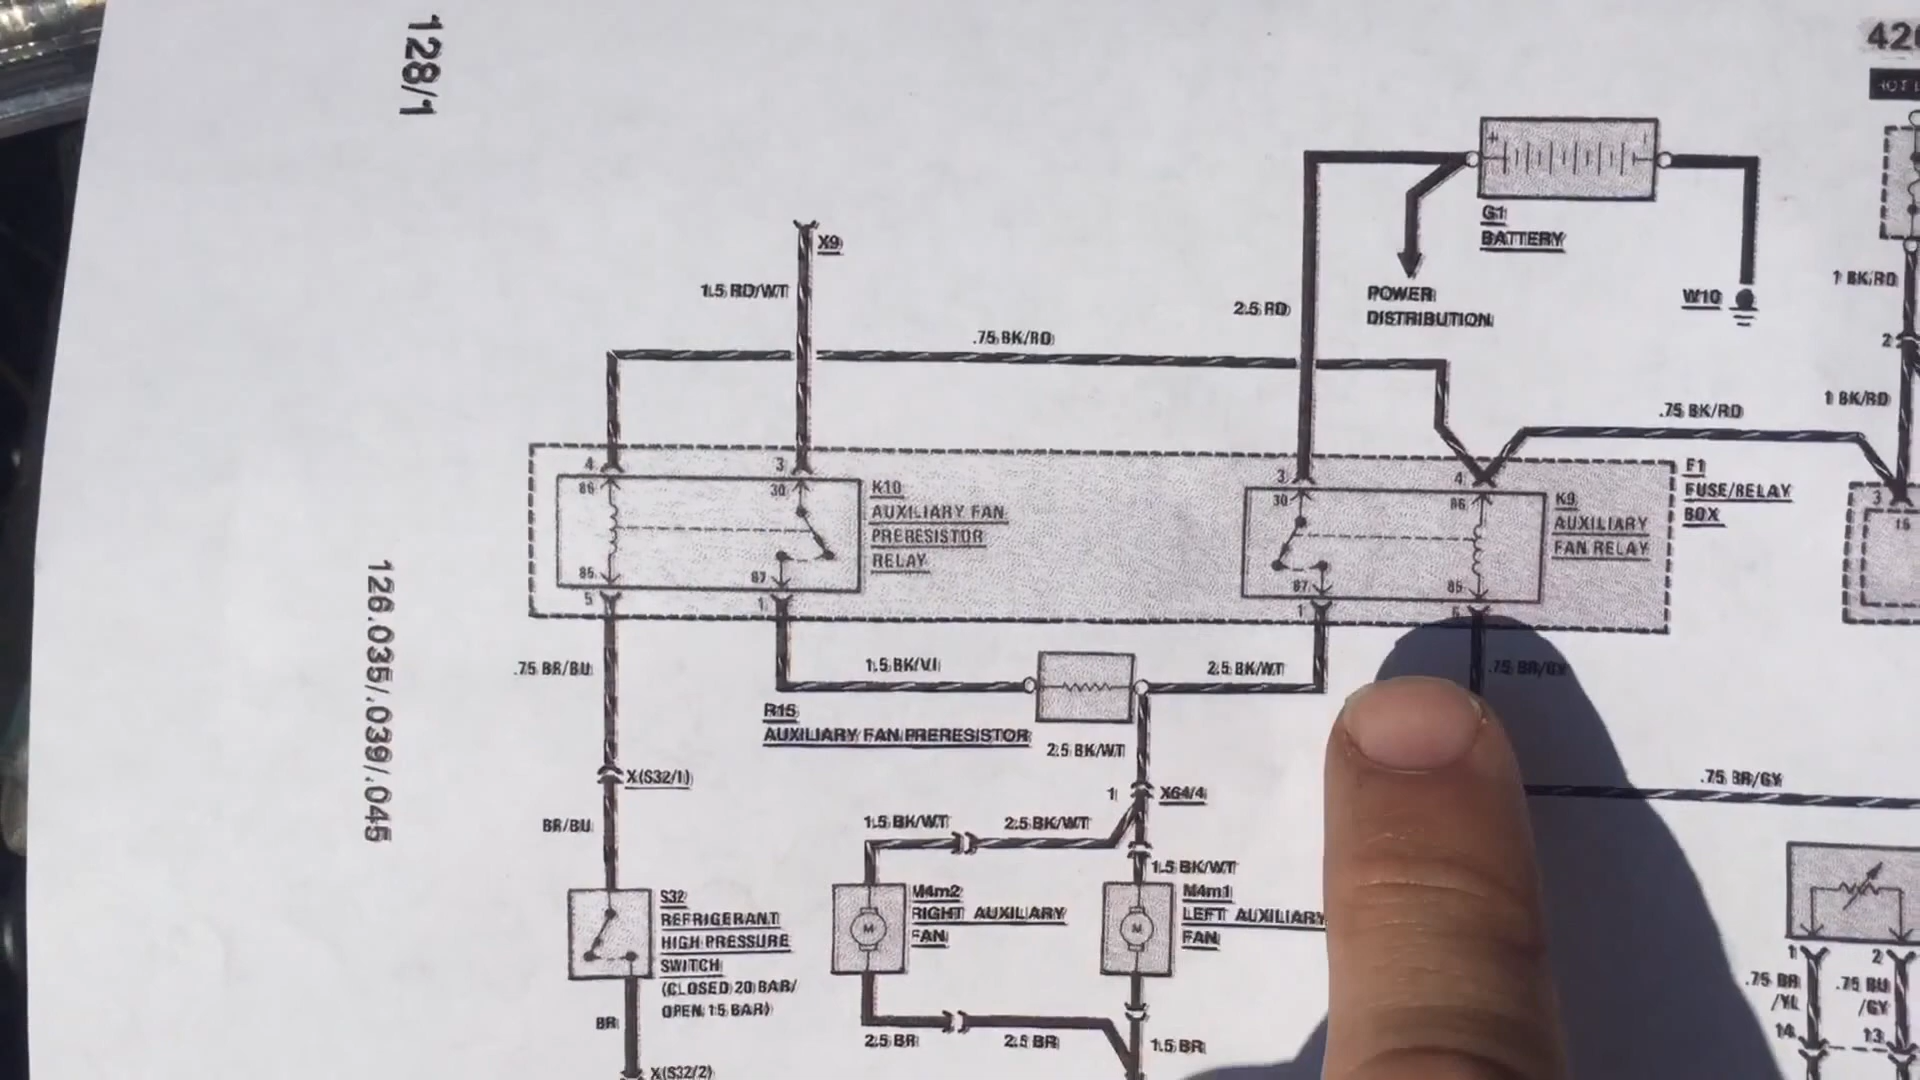 128/1
126.035/.039/.045
420
X9
1.5 RD/WT
.75 BK/RD
2.5 RD
G1
BATTERY
POWER
DISTRIBUTION
W10
1 BK/RD
2
1 BK/RD
.75 BK/RD
4
3
86
30
85
87
5
1
K10
AUXILIARY FAN
PRERESISTOR
RELAY
3
4
30
86
87
85
1
K9
AUXILIARY
FAN RELAY
F1
FUSE/RELAY
BOX
3
.75 BR/BU
1.5 BK/VI
2.5 BK/WT
.75 BR/GY
R15
AUXILIARY FAN PRERESISTOR
2.5 BK/WT
X(S32/1)
1
X64/4
.75 BR/GY
BR/BU
1.5 BK/WT
2.5 BK/WT
1.5 BK/WT
S32
REFRIGERANT
HIGH PRESSURE
SWITCH
(CLOSED 20 BAR/
OPEN 15 BAR)
M4m2
RIGHT AUXILIARY
FAN
M
M4m1
LEFT AUXILIARY
FAN
M
1
2
.75 BR
/YL
.75 BU
/GY
14
13
BR
2.5 BR
2.5 BR
1.5 BR
X(S32/2)